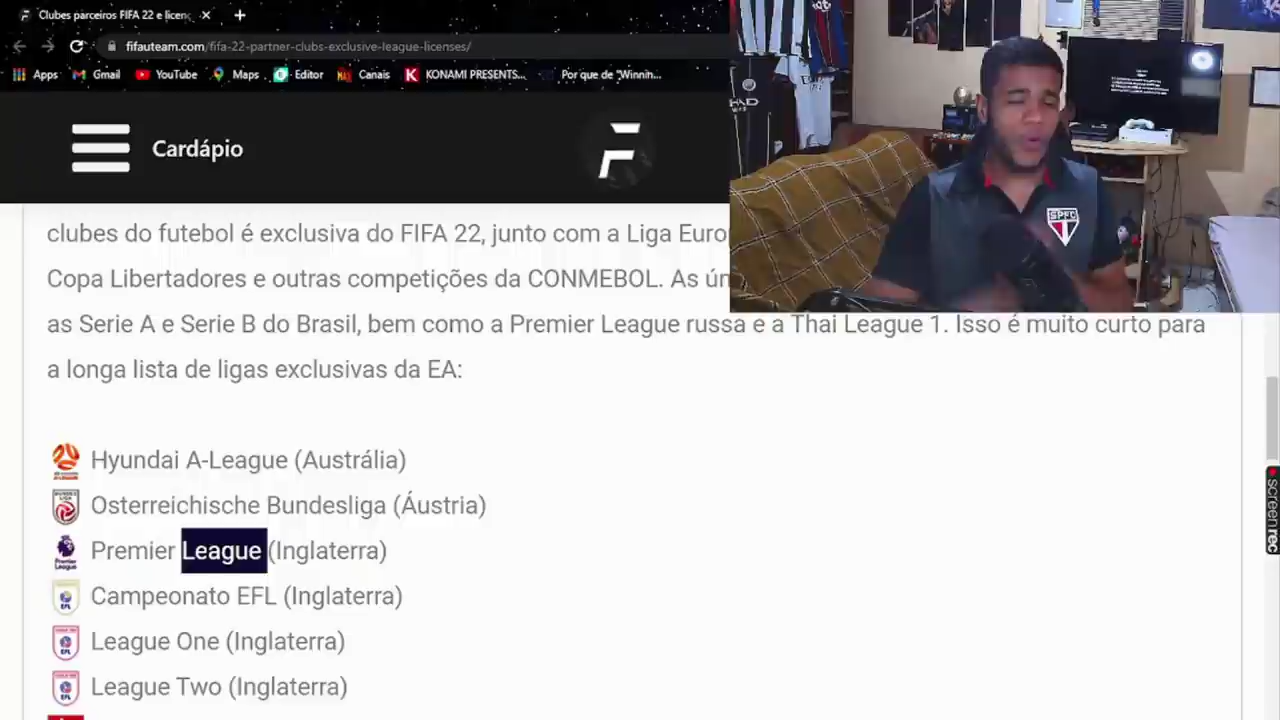 Clubes parceiros FIFA 22 e licenç
fifauteam.com/fifa-22-partner-clubs-exclusive-league-licenses/
Apps Gmail YouTube Maps Editor Canais KONAMI PRESENTS... Por que de "Winnin...
Cardápio
SPFC
clubes do futebol é exclusiva do FIFA 22, junto com a Liga Euro
Copa Libertadores e outras competições da CONMEBOL. As ún
as Serie A e Serie B do Brasil, bem como a Premier League russa e a Thai League 1. Isso é muito curto para
a longa lista de ligas exclusivas da EA:
Hyundai A-League (Austrália)
Osterreichische Bundesliga (Áustria)
Premier League (Inglaterra)
Campeonato EFL (Inglaterra)
League One (Inglaterra)
League Two (Inglaterra)
screenrec